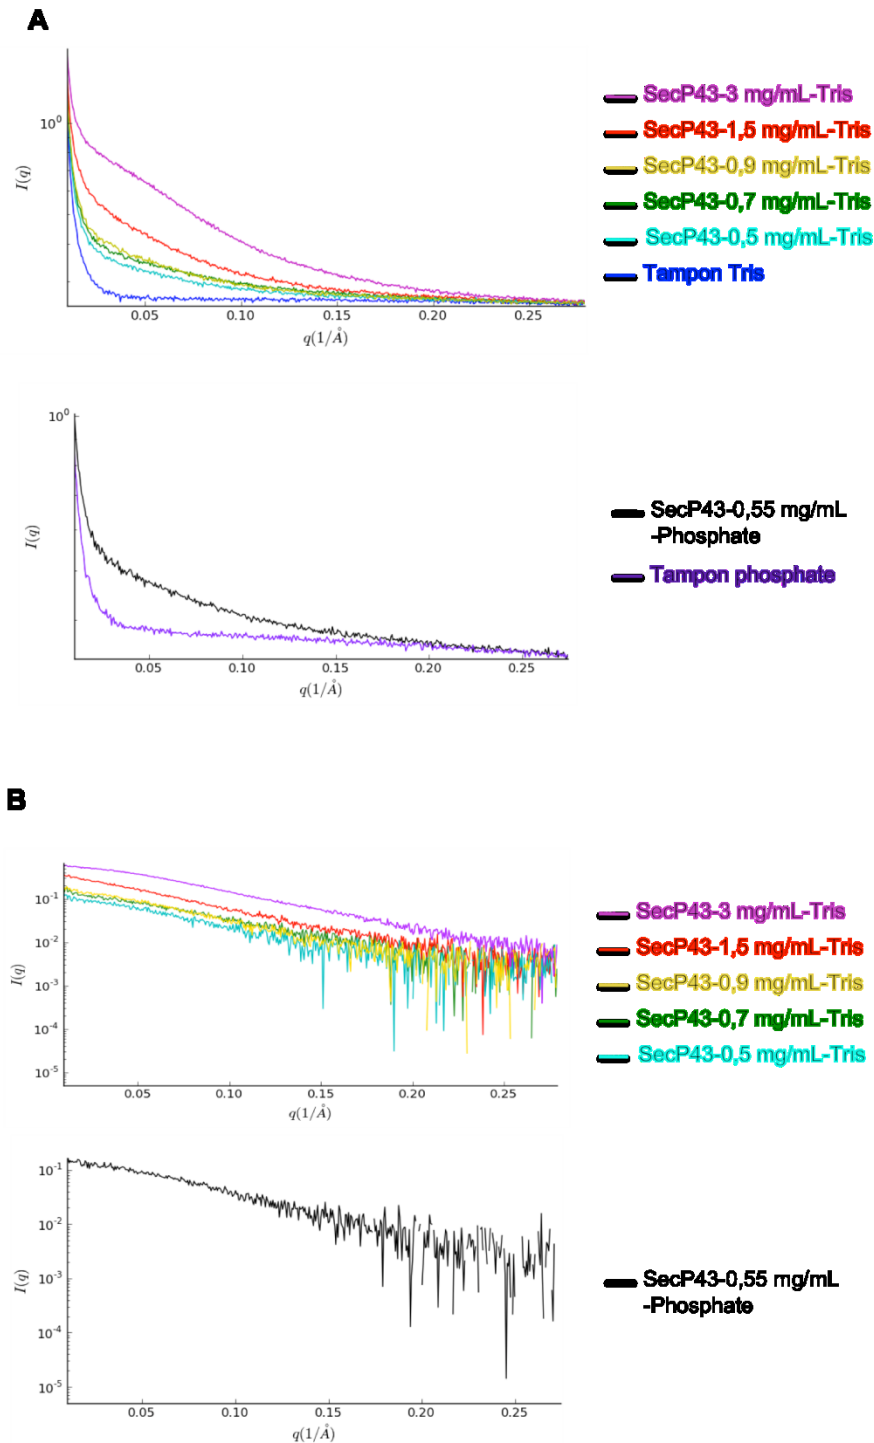 A
10⁰
I(q)
0.05 0.10 0.15 0.20 0.25
q(1/Å)
SecP43-3 mg/mL-Tris
SecP43-1,5 mg/mL-Tris
SecP43-0,9 mg/mL-Tris
SecP43-0,7 mg/mL-Tris
SecP43-0,5 mg/mL-Tris
Tampon Tris
10⁰
I(q)
0.05 0.10 0.15 0.20 0.25
q(1/Å)
SecP43-0,55 mg/mL
-Phosphate
Tampon phosphate
B
10⁻¹
10⁻²
10⁻³
10⁻⁴
10⁻⁵
I(q)
0.05 0.10 0.15 0.20 0.25
q(1/Å)
SecP43-3 mg/mL-Tris
SecP43-1,5 mg/mL-Tris
SecP43-0,9 mg/mL-Tris
SecP43-0,7 mg/mL-Tris
SecP43-0,5 mg/mL-Tris
10⁻¹
10⁻²
10⁻³
10⁻⁴
10⁻⁵
I(q)
0.05 0.10 0.15 0.20 0.25
q(1/Å)
SecP43-0,55 mg/mL
-Phosphate